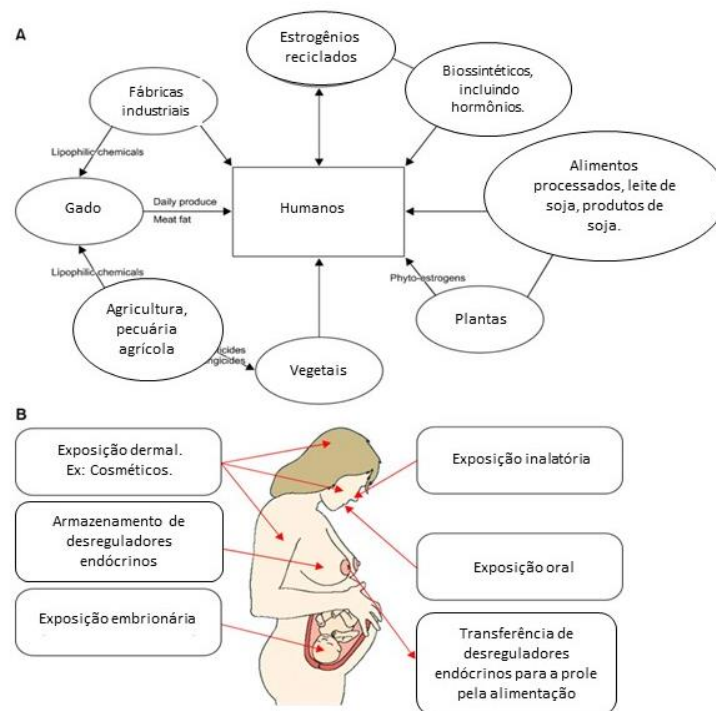 A
Estrogênios
reciclados
Biossintéticos,
incluindo
hormônios.
Fábricas
industriais
Lipophilic chemicals
Alimentos
processados, leite de
soja, produtos de
soja.
Gado
Daily produce
Meat fat
Humanos
Lipophilic chemicals
Phyto-estrogens
Agricultura,
pecuária
agrícola
Plantas
Vegetais
B
Exposição dermal.
Ex: Cosméticos.
Exposição inalatória
Armazenamento de
desreguladores
endócrinos
Exposição oral
Exposição embrionária
Transferência de
desreguladores
endócrinos para a prole
pela alimentação